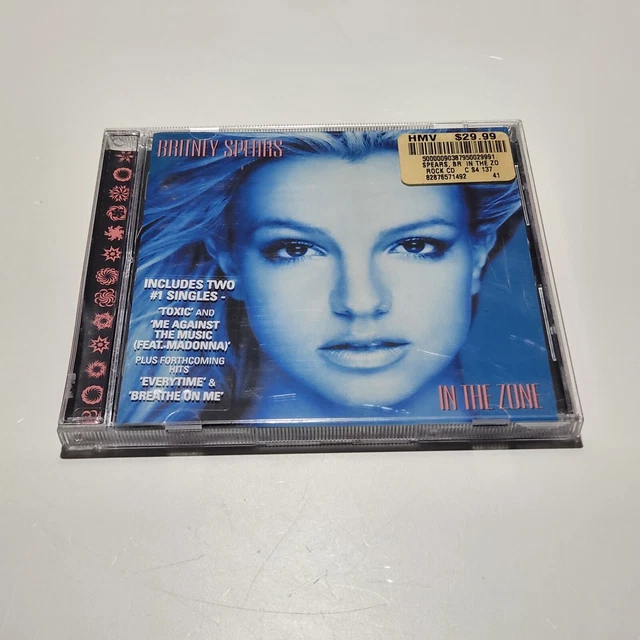 BRITNEY SPEARS
HMV $29.99
50000090387950029991
SPEARS, BR IN THE ZO
ROCK CD C $4 137
82876571492 41
INCLUDES TWO
#1 SINGLES -
'TOXIC' AND
'ME AGAINST
THE MUSIC
(FEAT. MADONNA)'
PLUS FORTHCOMING
HITS
'EVERYTIME' &
'BREATHE ON ME'
IN THE ZONE